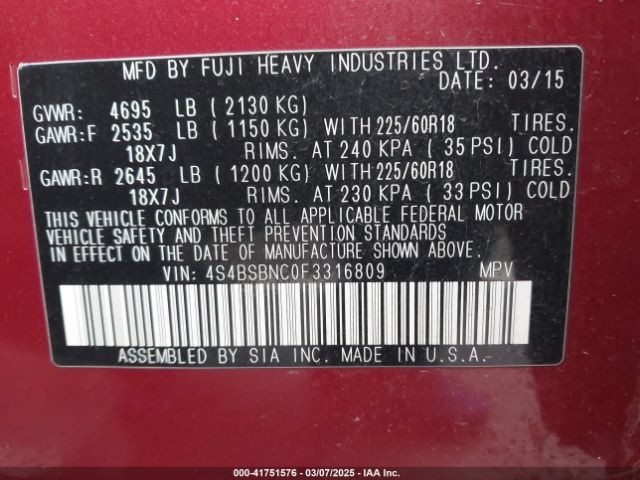 MFD BY FUJI HEAVY INDUSTRIES LTD.
DATE: 03/15
GVWR: 4695 LB ( 2130 KG)
GAWR:F 2535 LB ( 1150 KG) WITH 225/60R18 TIRES.
18X7J RIMS. AT 240 KPA ( 35 PSI) COLD
GAWR:R 2645 LB ( 1200 KG) WITH 225/60R18 TIRES.
18X7J RIMS. AT 230 KPA ( 33 PSI) COLD
THIS VEHICLE CONFORMS TO ALL APPLICABLE FEDERAL MOTOR
VEHICLE SAFETY AND THEFT PREVENTION STANDARDS
IN EFFECT ON THE DATE OF MANUFACTURE SHOWN ABOVE.
VIN: 4S4BSBNC0F3316809 MPV
ASSEMBLED BY SIA INC. MADE IN U.S.A.
000-41751576 — 03/07/2025 - IAA Inc.